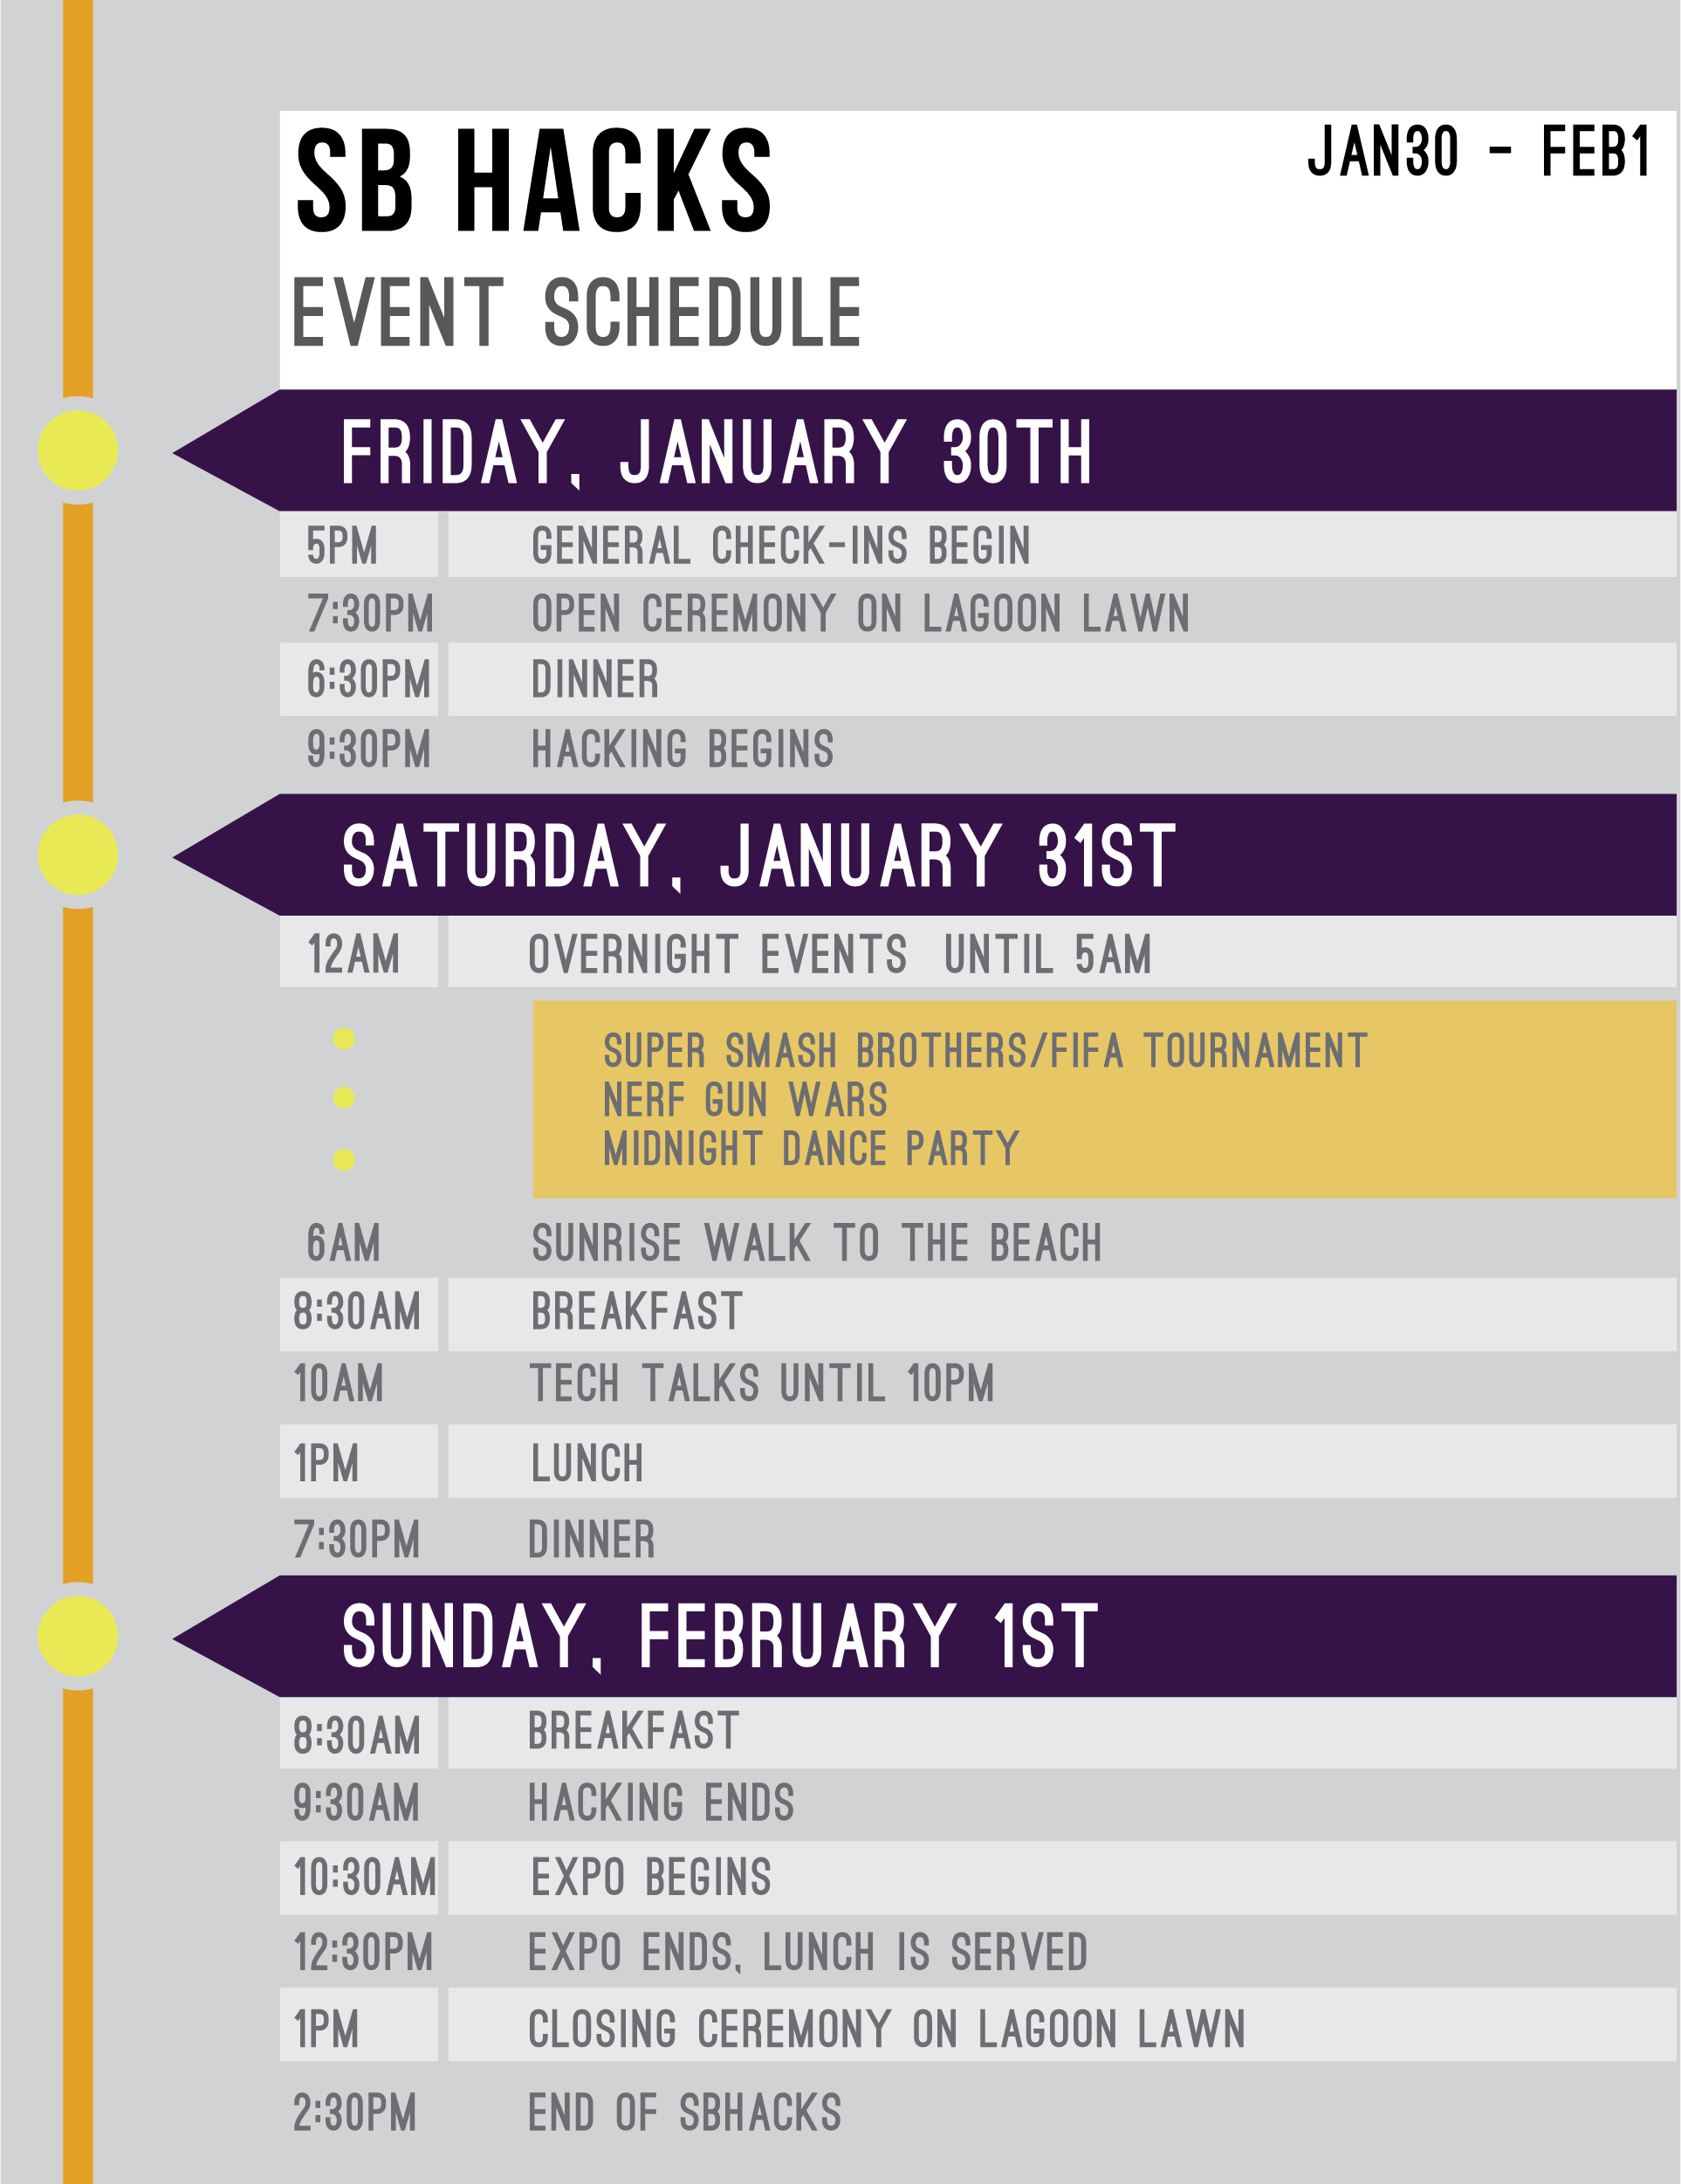 SB HACKS
JAN30 - FEB1
EVENT SCHEDULE
FRIDAY, JANUARY 30TH
5PM GENERAL CHECK-INS BEGIN
7:30PM OPEN CEREMONY ON LAGOON LAWN
6:30PM DINNER
9:30PM HACKING BEGINS
SATURDAY, JANUARY 31ST
12AM OVERNIGHT EVENTS UNTIL 5AM
SUPER SMASH BROTHERS/FIFA TOURNAMENT
NERF GUN WARS
MIDNIGHT DANCE PARTY
6AM SUNRISE WALK TO THE BEACH
8:30AM BREAKFAST
10AM TECH TALKS UNTIL 10PM
1PM LUNCH
7:30PM DINNER
SUNDAY, FEBRUARY 1ST
8:30AM BREAKFAST
9:30AM HACKING ENDS
10:30AM EXPO BEGINS
12:30PM EXPO ENDS, LUNCH IS SERVED
1PM CLOSING CEREMONY ON LAGOON LAWN
2:30PM END OF SBHACKS